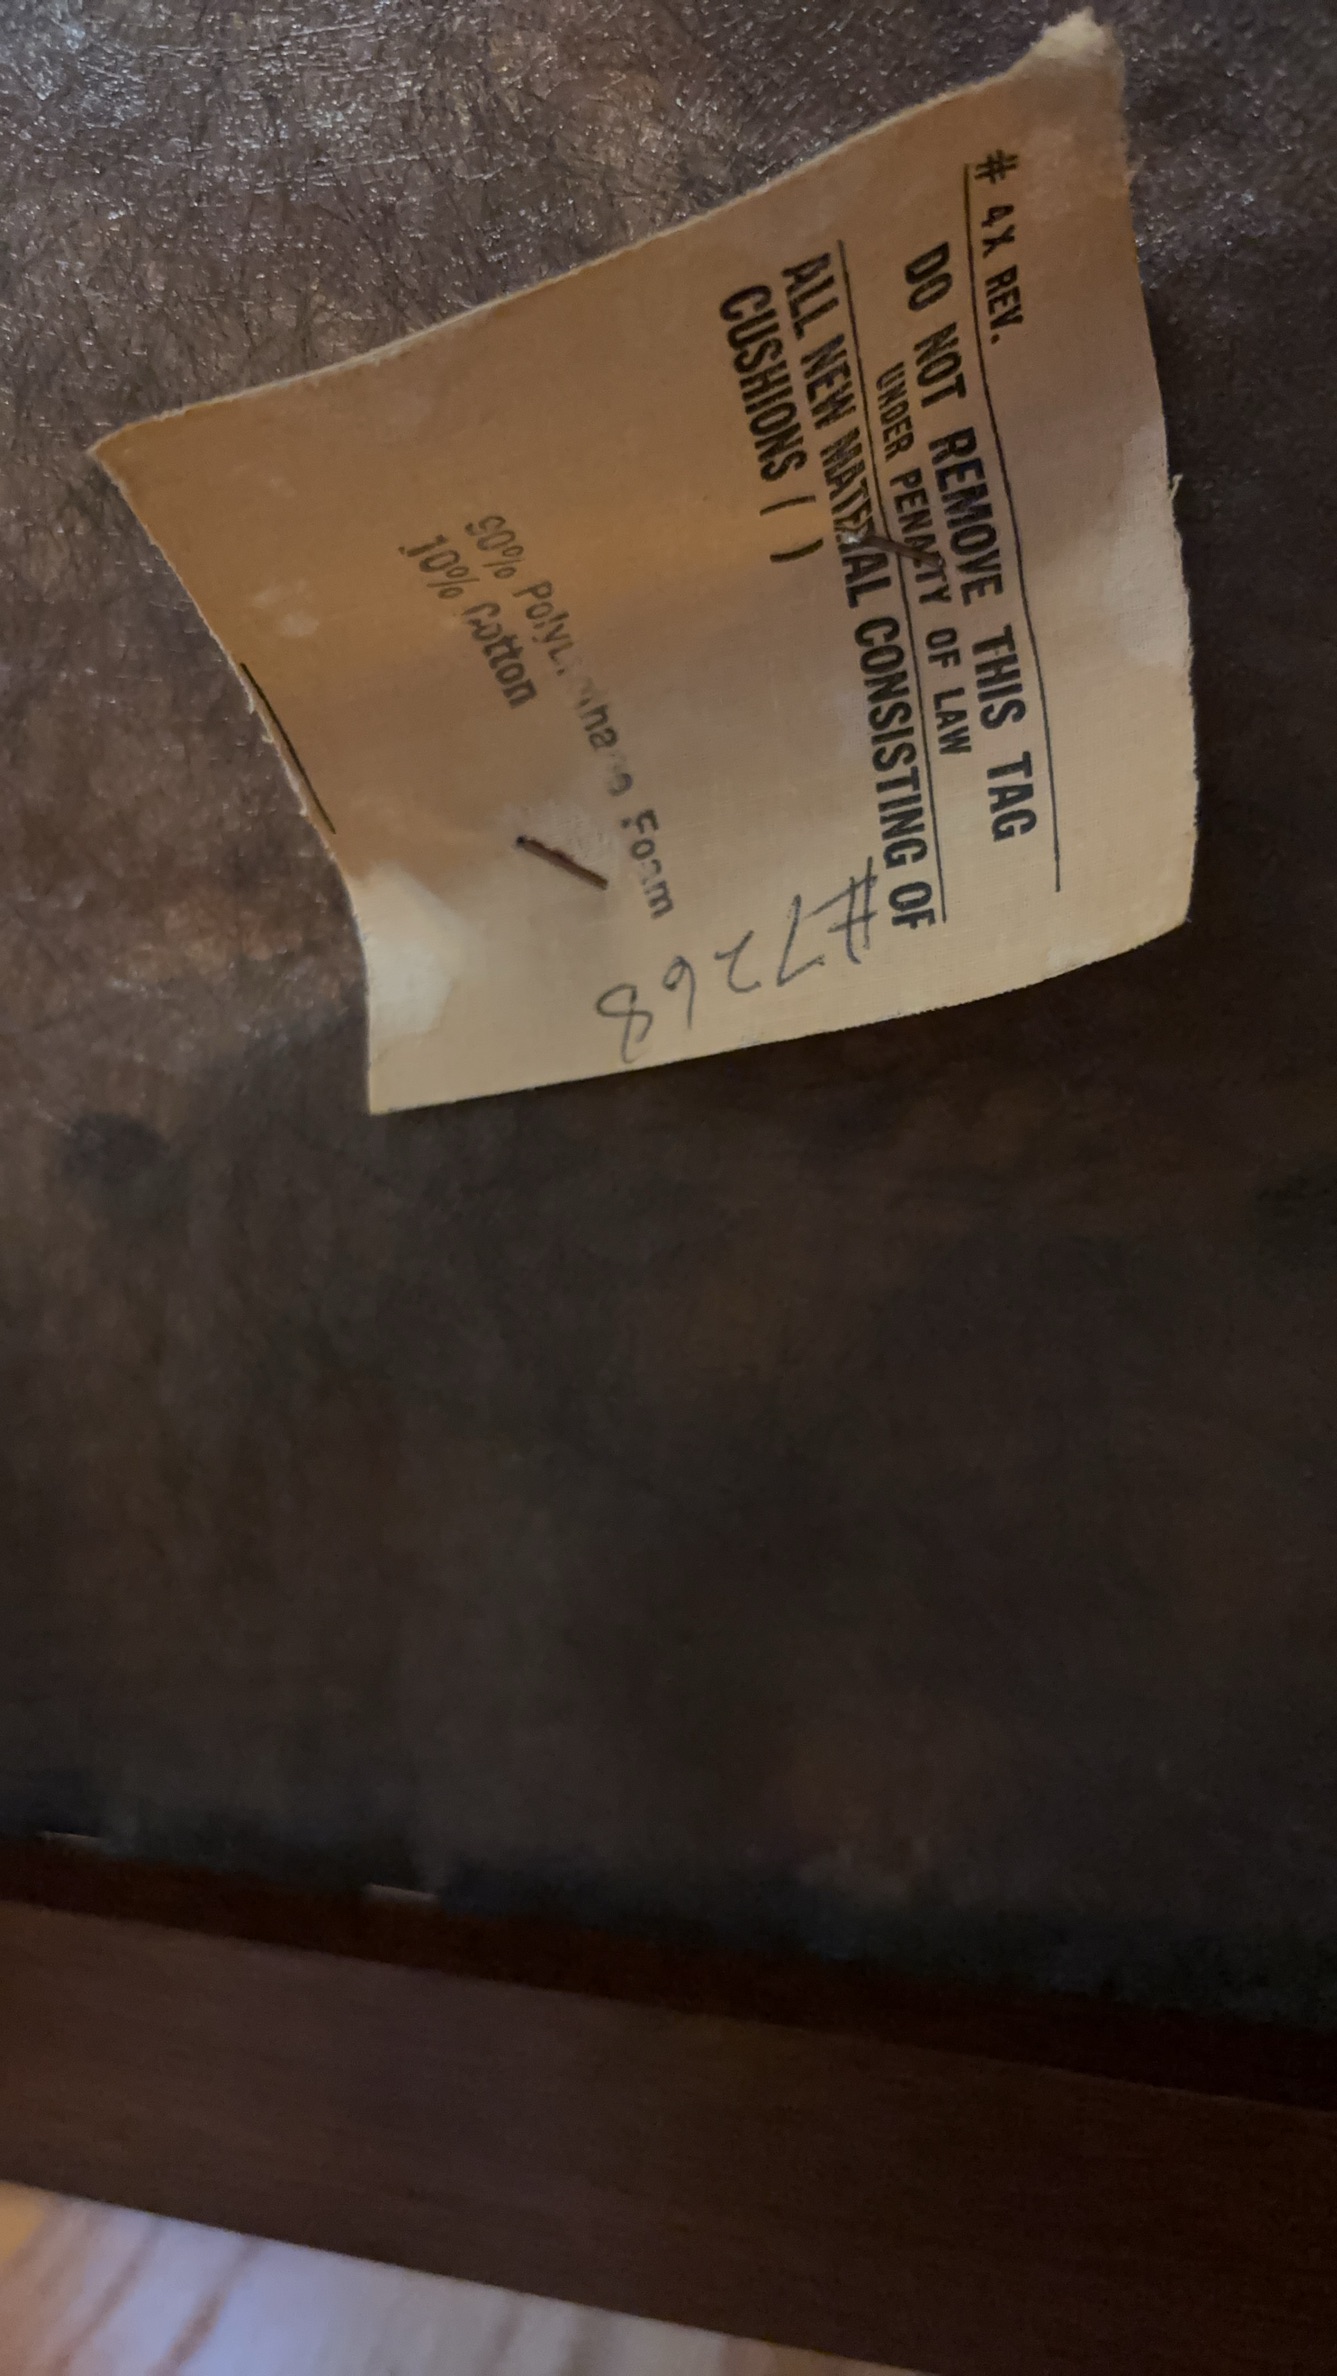 # 4X REV.
DO NOT REMOVE THIS TAG
UNDER PENALTY OF LAW
ALL NEW MATERIAL CONSISTING OF
CUSHIONS ( )
#7268
90% Polyurethane Foam
10% Cotton